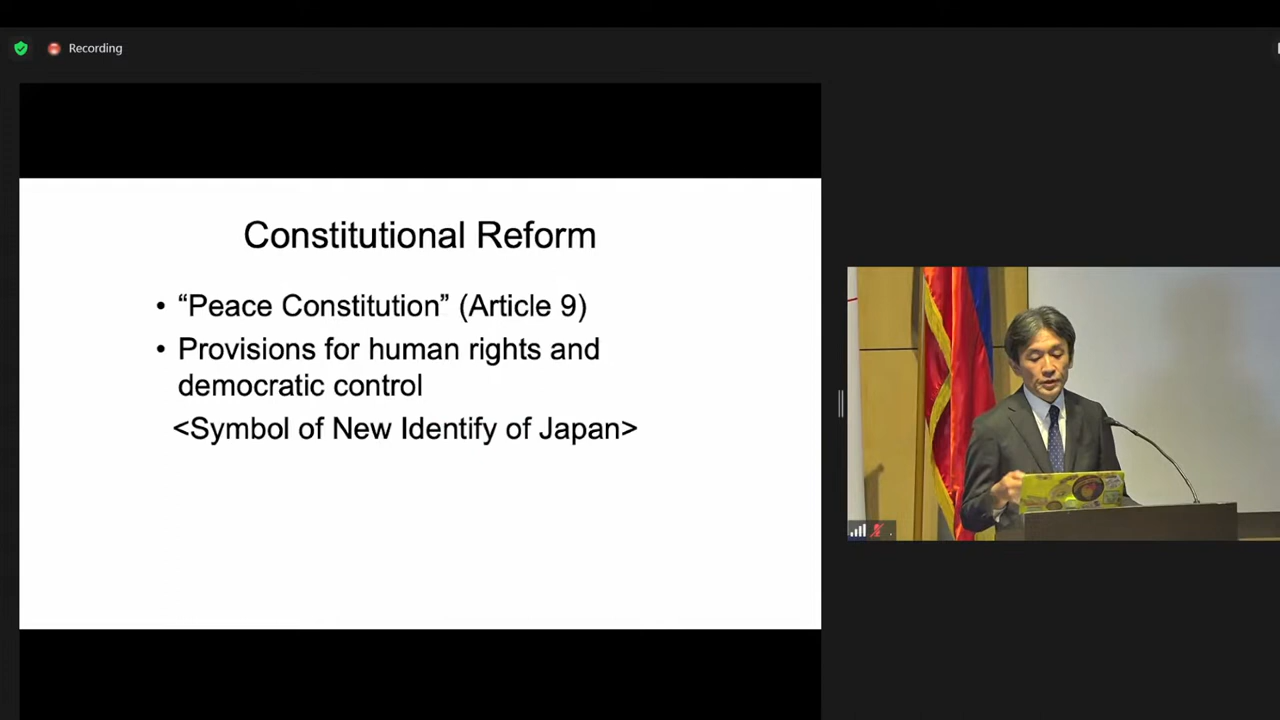 Recording
Constitutional Reform
• “Peace Constitution” (Article 9)
• Provisions for human rights and
democratic control
<Symbol of New Identify of Japan>